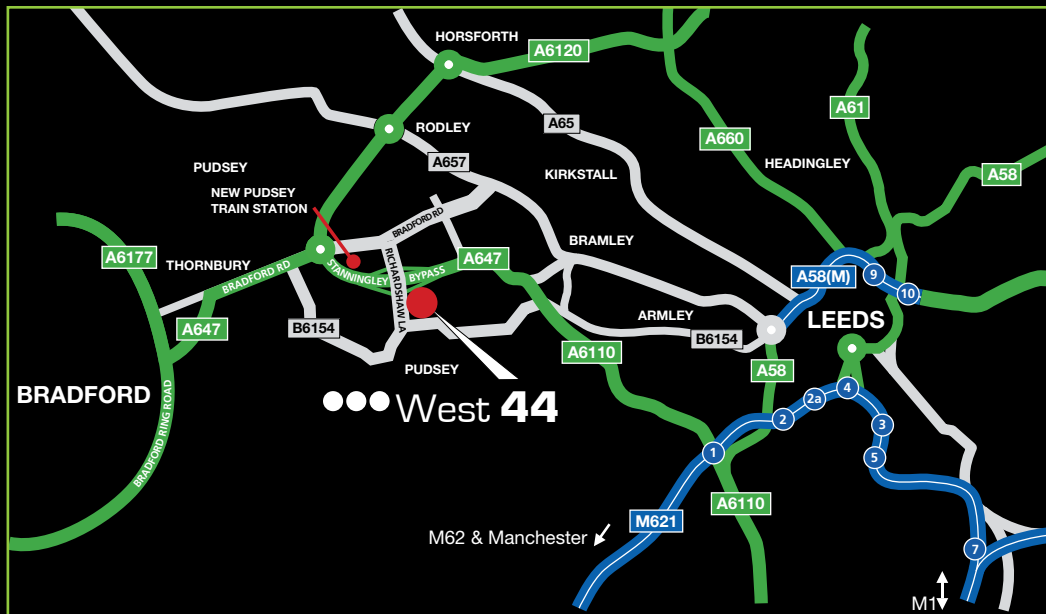 HORSFORTH
A6120
A61
A65
RODLEY
A660
HEADINGLEY
A657
PUDSEY
KIRKSTALL
A58
NEW PUDSEY
TRAIN STATION
BRADFORD RD
BRAMLEY
A6177
THORNBURY
BRADFORD RD
STANNINGLEY
BYPASS
RICHARDSHAW LA
A647
A58(M)
9
10
A647
B6154
ARMLEY
LEEDS
B6154
A6110
PUDSEY
A58
BRADFORD
West 44
BRADFORD RING ROAD
4
2a
2
3
1
5
A6110
M621
M62 & Manchester
7
M1